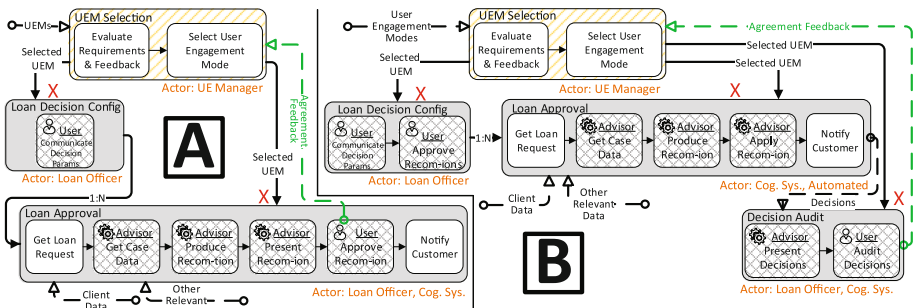 UEM Selection
UEMs
Evaluate
Requirements
& Feedback
Select User
Engagement
Mode
Actor: UE Manager
Selected
UEM
X
Loan Decision Config
User
Communicate
Decision
Params.
Actor: Loan Officer
A
Agreement
Feedback
Selected
UEM
X
1:N
Loan Approval
Get Loan
Request
Advisor
Get Case
Data
Advisor
Produce
Recom-tion
Advisor
Present
Recom-ion
User
Approve
Recom-ion
Notify
Customer
Client
Data
Other
Relevant
Actor: Loan Officer, Cog. Sys.
User
Engagement
Modes
UEM Selection
Evaluate
Requirements
& Feedback
Select User
Engagement
Mode
Actor: UE Manager
Agreement Feedback
Selected UEM
Selected UEM
Selected
UEM
X
X
Loan Decision Config
User
Communicate
Decision
Params.
User
Approve
Recom-ions
Actor: Loan Officer
1:N
Loan Approval
Get Loan
Request
Advisor
Get Case
Data
Advisor
Produce
Recom-ion
Advisor
Apply
Recom-ion
Notify
Customer
Actor: Cog. Sys., Automated
Client
Data
Other
Relevant
Data
Decisions
X
B
Decision Audit
Advisor
Present
Decisions
User
Audit
Decisions
Actor: Loan Officer, Cog. Sys.